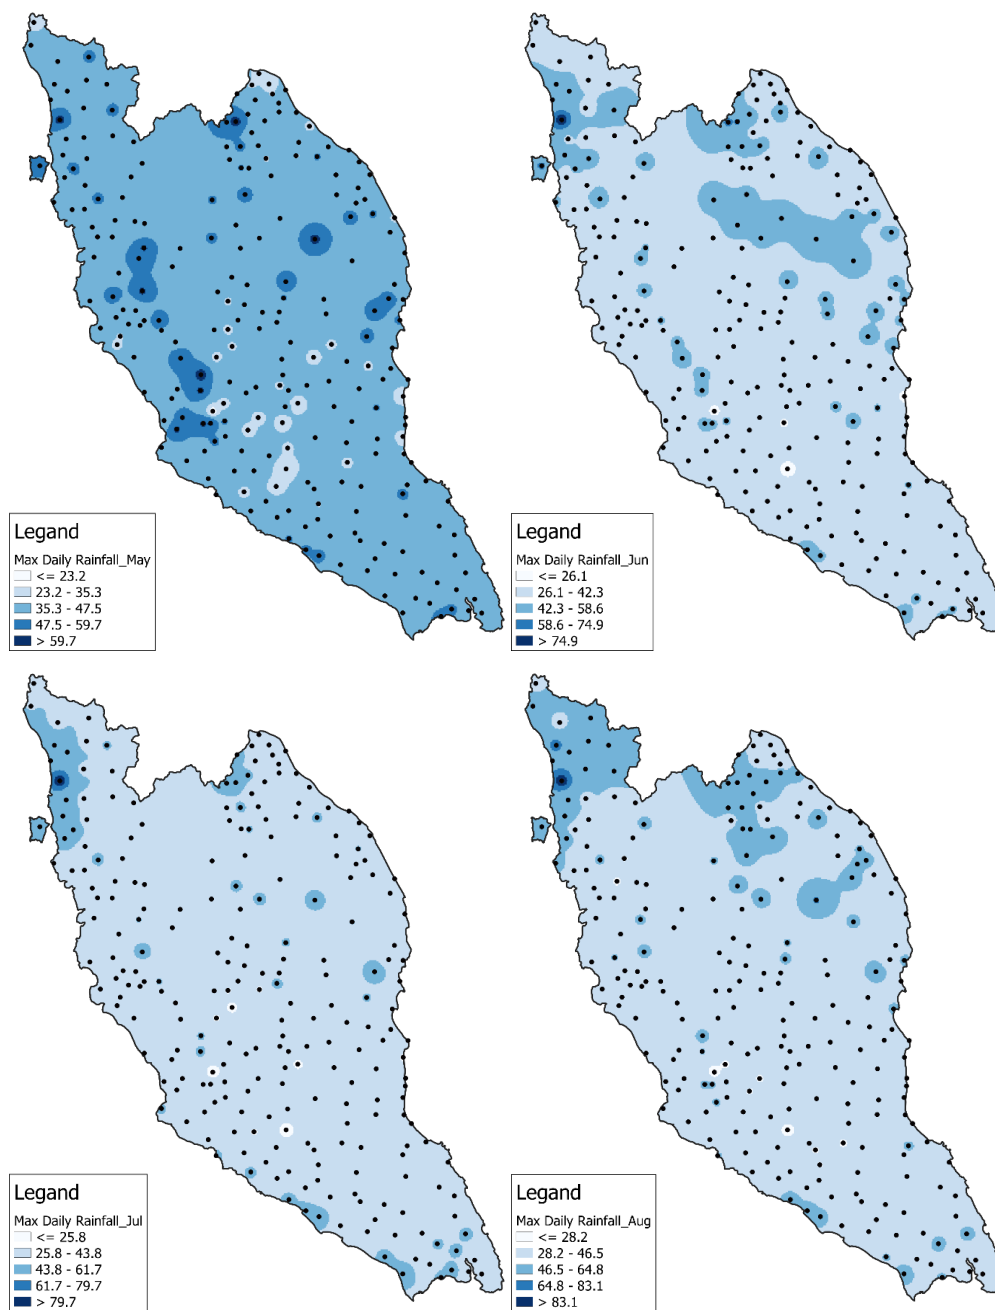 Legand
Max Daily Rainfall_May
<= 23.2
23.2 - 35.3
35.3 - 47.5
47.5 - 59.7
> 59.7
Legand
Max Daily Rainfall_Jun
<= 26.1
26.1 - 42.3
42.3 - 58.6
58.6 - 74.9
> 74.9
Legand
Max Daily Rainfall_Jul
<= 25.8
25.8 - 43.8
43.8 - 61.7
61.7 - 79.7
> 79.7
Legand
Max Daily Rainfall_Aug
<= 28.2
28.2 - 46.5
46.5 - 64.8
64.8 - 83.1
> 83.1